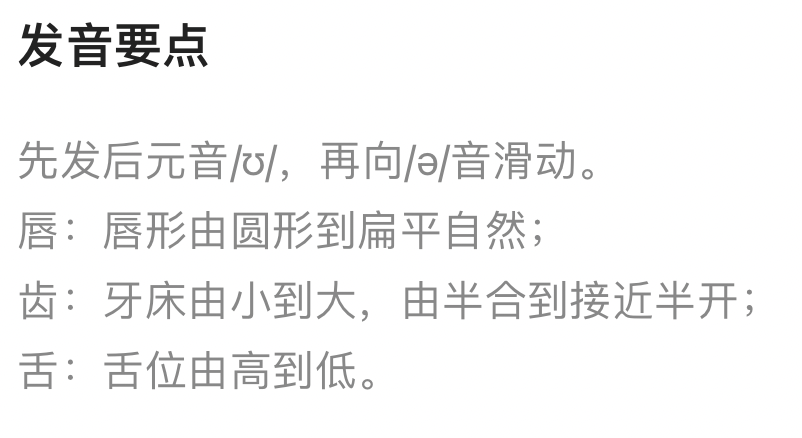 发音要点
先发后元音/ʊ/，再向/ə/音滑动。
唇：唇形由圆形到扁平自然；
齿：牙床由小到大，由半合到接近半开；
舌：舌位由高到低。